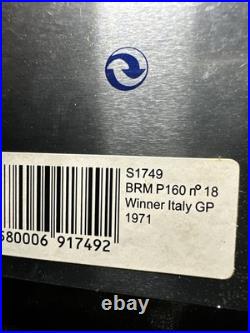 S1749
BRM P160 nº 18
Winner Italy GP
1971
580006 917492